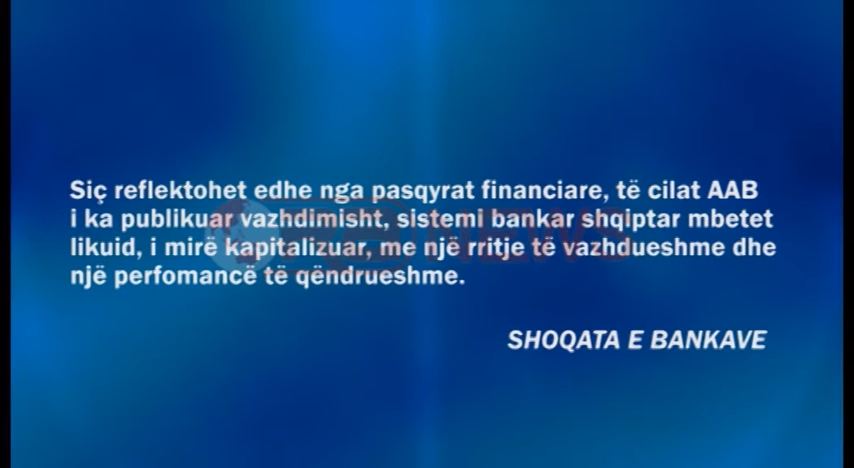 Siç reflektohet edhe nga pasqyrat financiare, të cilat AAB
i ka publikuar vazhdimisht, sistemi bankar shqiptar mbetet
likuid, i mirë kapitalizuar, me një rritje të vazhdueshme dhe
një perfomancë të qëndrueshme.
SHOQATA E BANKAVE
NEWS